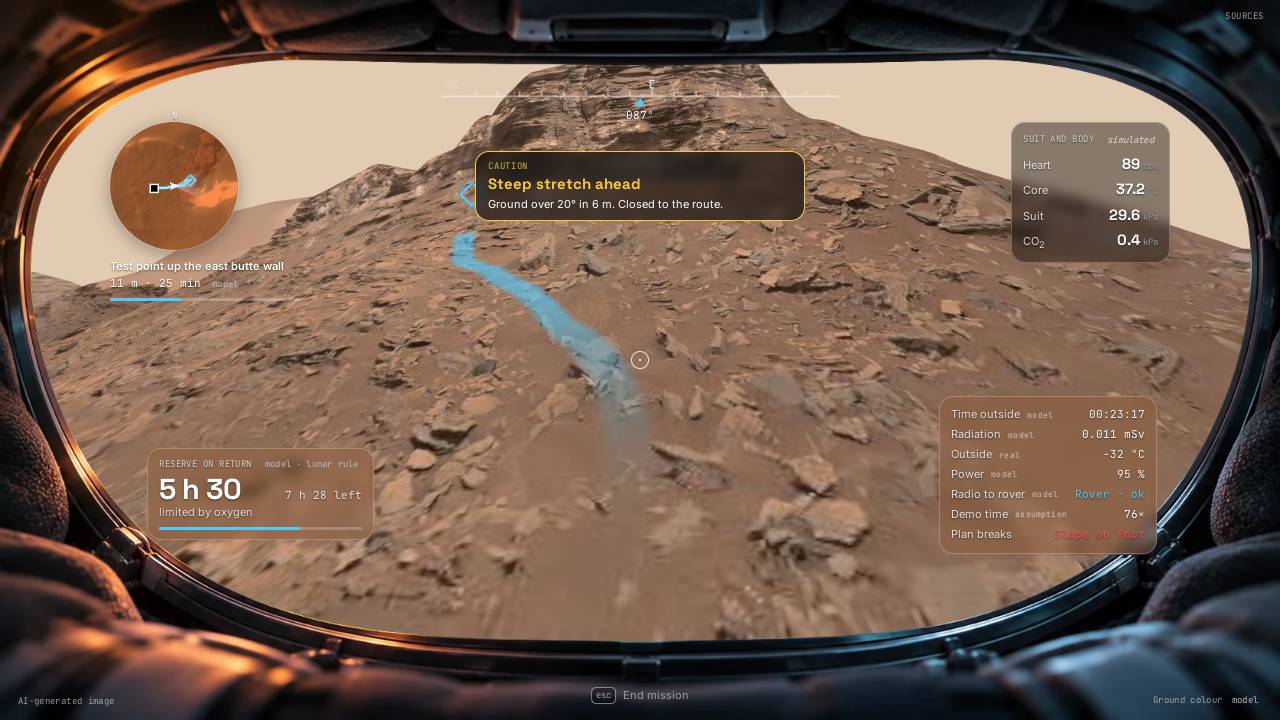 SOURCES
NE
E
087°
N
CAUTION
Steep stretch ahead
Ground over 20° in 6 m. Closed to the route.
SUIT AND BODY simulated
Heart 89 bpm
Core 37.2 °C
Suit 29.6 kPa
CO2 0.4 kPa
Test point up the east butte wall
11 m · 25 min model
RESERVE ON RETURN model · lunar rule
5 h 30 7 h 28 left
limited by oxygen
Time outside model 00:23:17
Radiation model 0.011 mSv
Outside real -32 °C
Power model 95 %
Radio to rover model Rover · ok
Demo time assumption 76×
Plan breaks Slope on foot
esc End mission
AI-generated image
Ground colour model